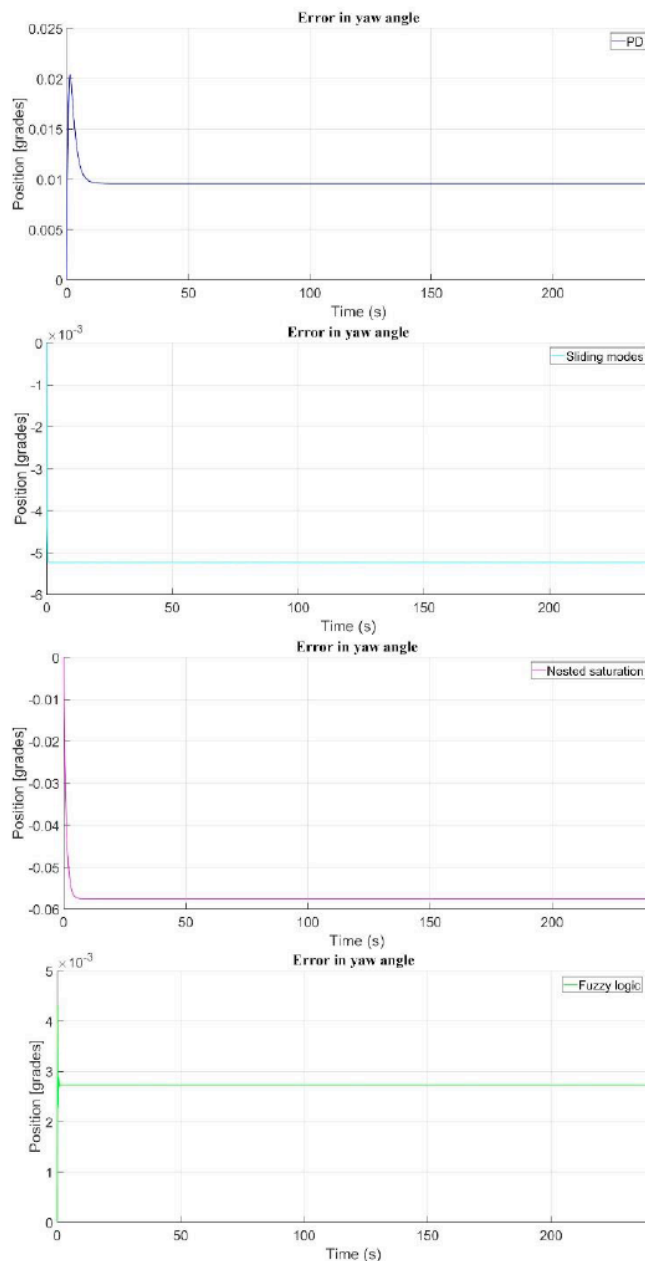 Error in yaw angle
0.025
PD
0.02
0.015
0.01
0.005
0
Position [grades]
0 50 100 150 200
Time (s)
×10^-3 Error in yaw angle
0
Sliding modes
-1
-2
-3
-4
-5
-6
Position [grades]
0 50 100 150 200
Time (s)
Error in yaw angle
0
Nested saturation
-0.01
-0.02
-0.03
-0.04
-0.05
-0.06
Position [grades]
0 50 100 150 200
Time (s)
×10^-3 Error in yaw angle
5
Fuzzy logic
4
3
2
1
0
Position [grades]
0 50 100 150 200
Time (s)